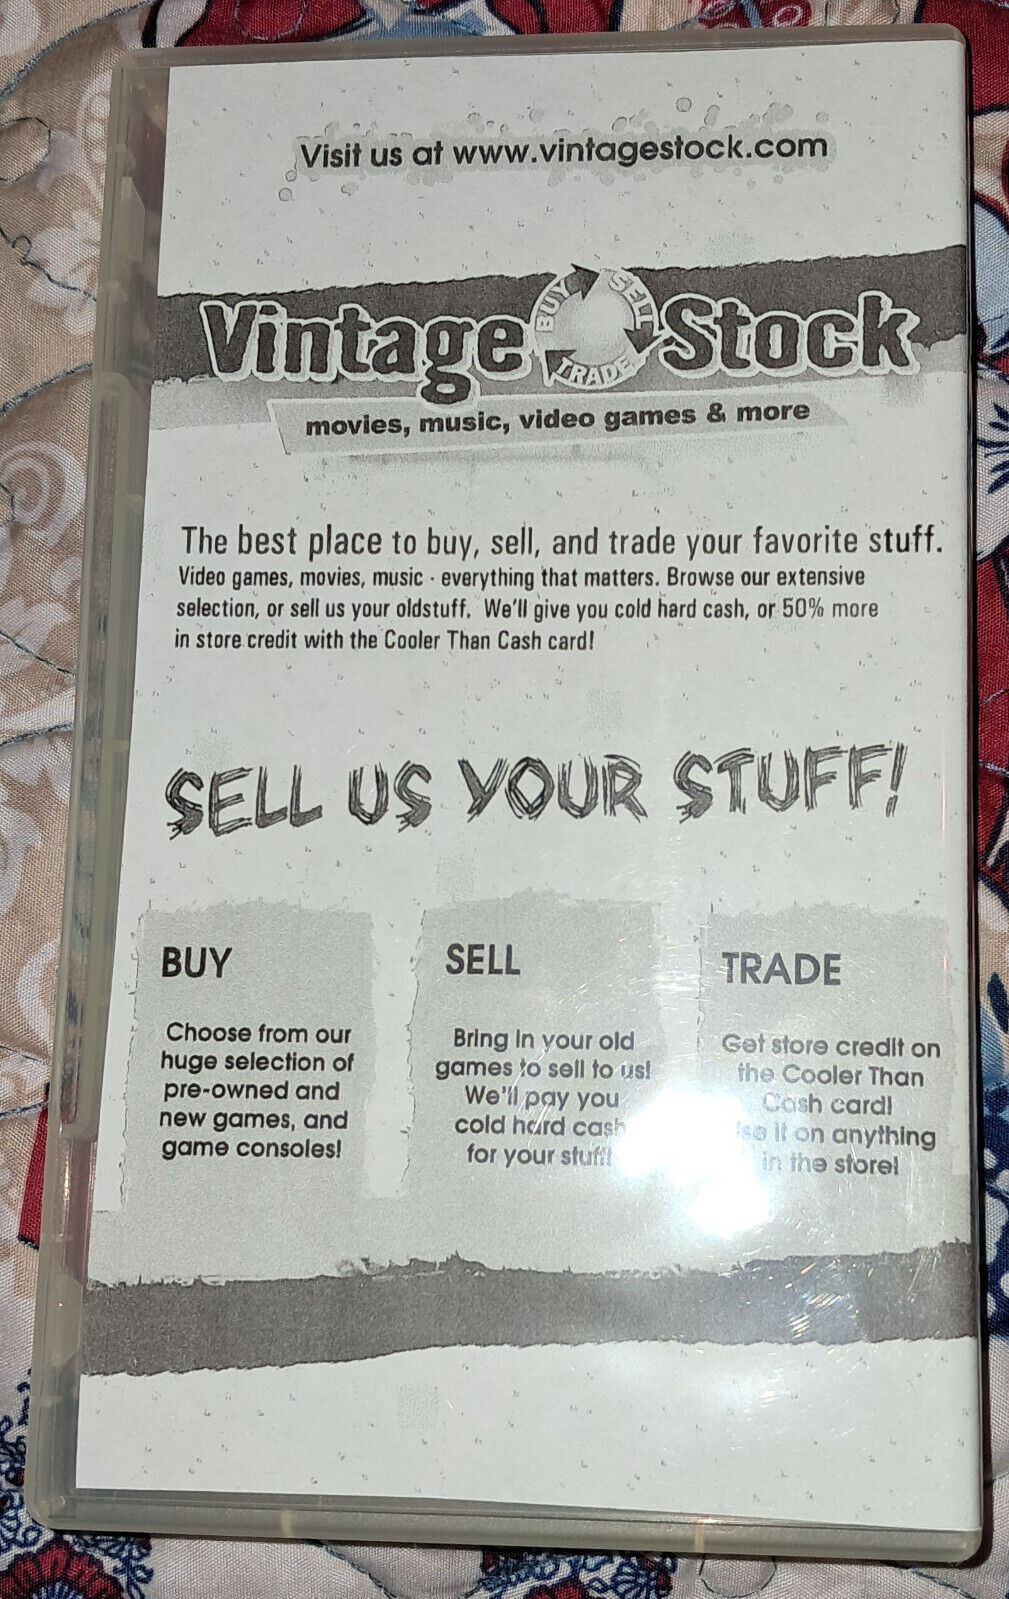 Visit us at www.vintagestock.com
Vintage BUY SELL TRADE Stock
movies, music, video games & more
The best place to buy, sell, and trade your favorite stuff.
Video games, movies, music · everything that matters. Browse our extensive
selection, or sell us your oldstuff. We'll give you cold hard cash, or 50% more
in store credit with the Cooler Than Cash card!
SELL US YOUR STUFF!
BUY
Choose from our
huge selection of
pre-owned and
new games, and
game consoles!
SELL
Bring in your old
games to sell to us!
We'll pay you
cold hard cash
for your stuff!
TRADE
Get store credit on
the Cooler Than
Cash card!
it on anything
in the store!